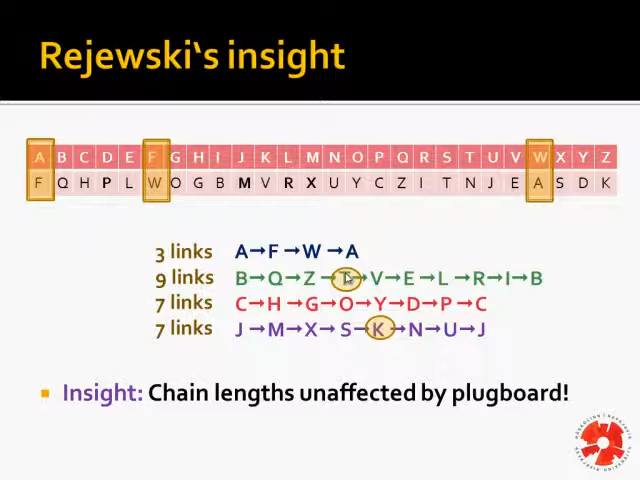 Rejewski's insight
A B C D E F G H I J K L M N O P Q R S T U V W X Y Z
F Q H P L W O G B M V R X U Y C Z I T N J E A S D K
3 links A→F→W→A
9 links B→Q→Z→T→V→E→L→R→I→B
7 links C→H→G→O→Y→D→P→C
7 links J→M→X→S→K→N→U→J
Insight: Chain lengths unaffected by plugboard!